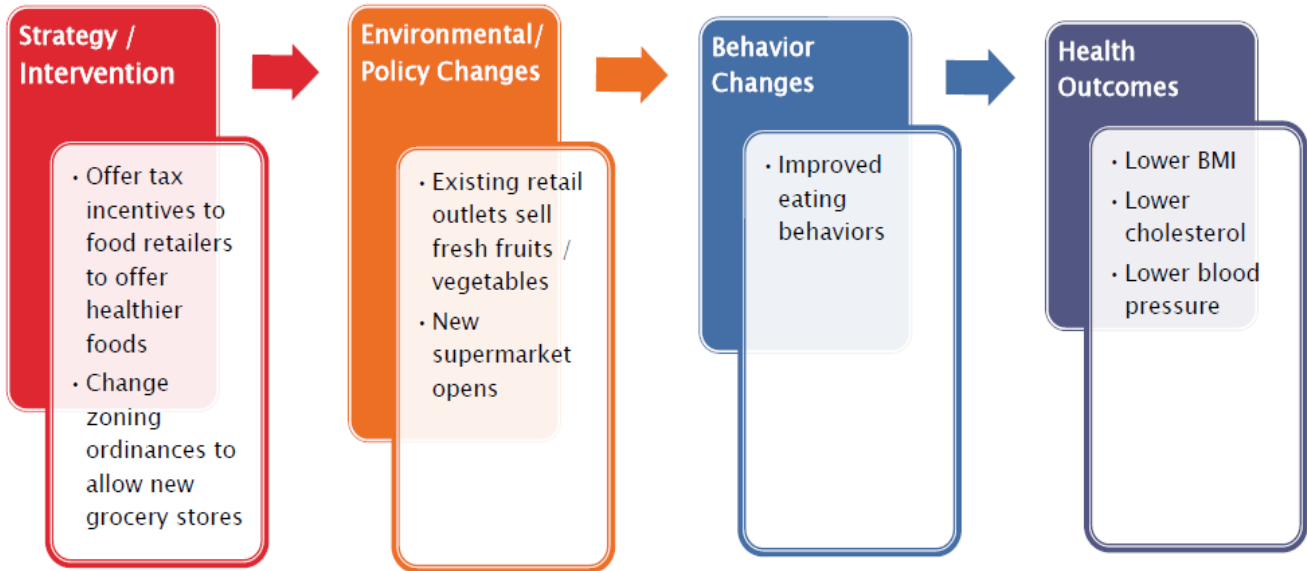 Strategy /
Intervention
• Offer tax
incentives to
food retailers
to offer
healthier
foods
• Change
zoning
ordinances to
allow new
grocery stores
Environmental/
Policy Changes
• Existing retail
outlets sell
fresh fruits /
vegetables
• New
supermarket
opens
Behavior
Changes
• Improved
eating
behaviors
Health
Outcomes
• Lower BMI
• Lower
cholesterol
• Lower blood
pressure